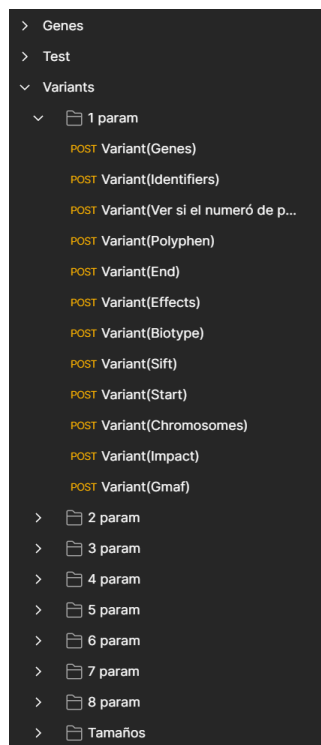 Genes
Test
Variants
1 param
POST Variant(Genes)
POST Variant(Identifiers)
POST Variant(Ver si el numeró de p...
POST Variant(Polyphen)
POST Variant(End)
POST Variant(Effects)
POST Variant(Biotype)
POST Variant(Sift)
POST Variant(Start)
POST Variant(Chromosomes)
POST Variant(Impact)
POST Variant(Gmaf)
2 param
3 param
4 param
5 param
6 param
7 param
8 param
Tamaños